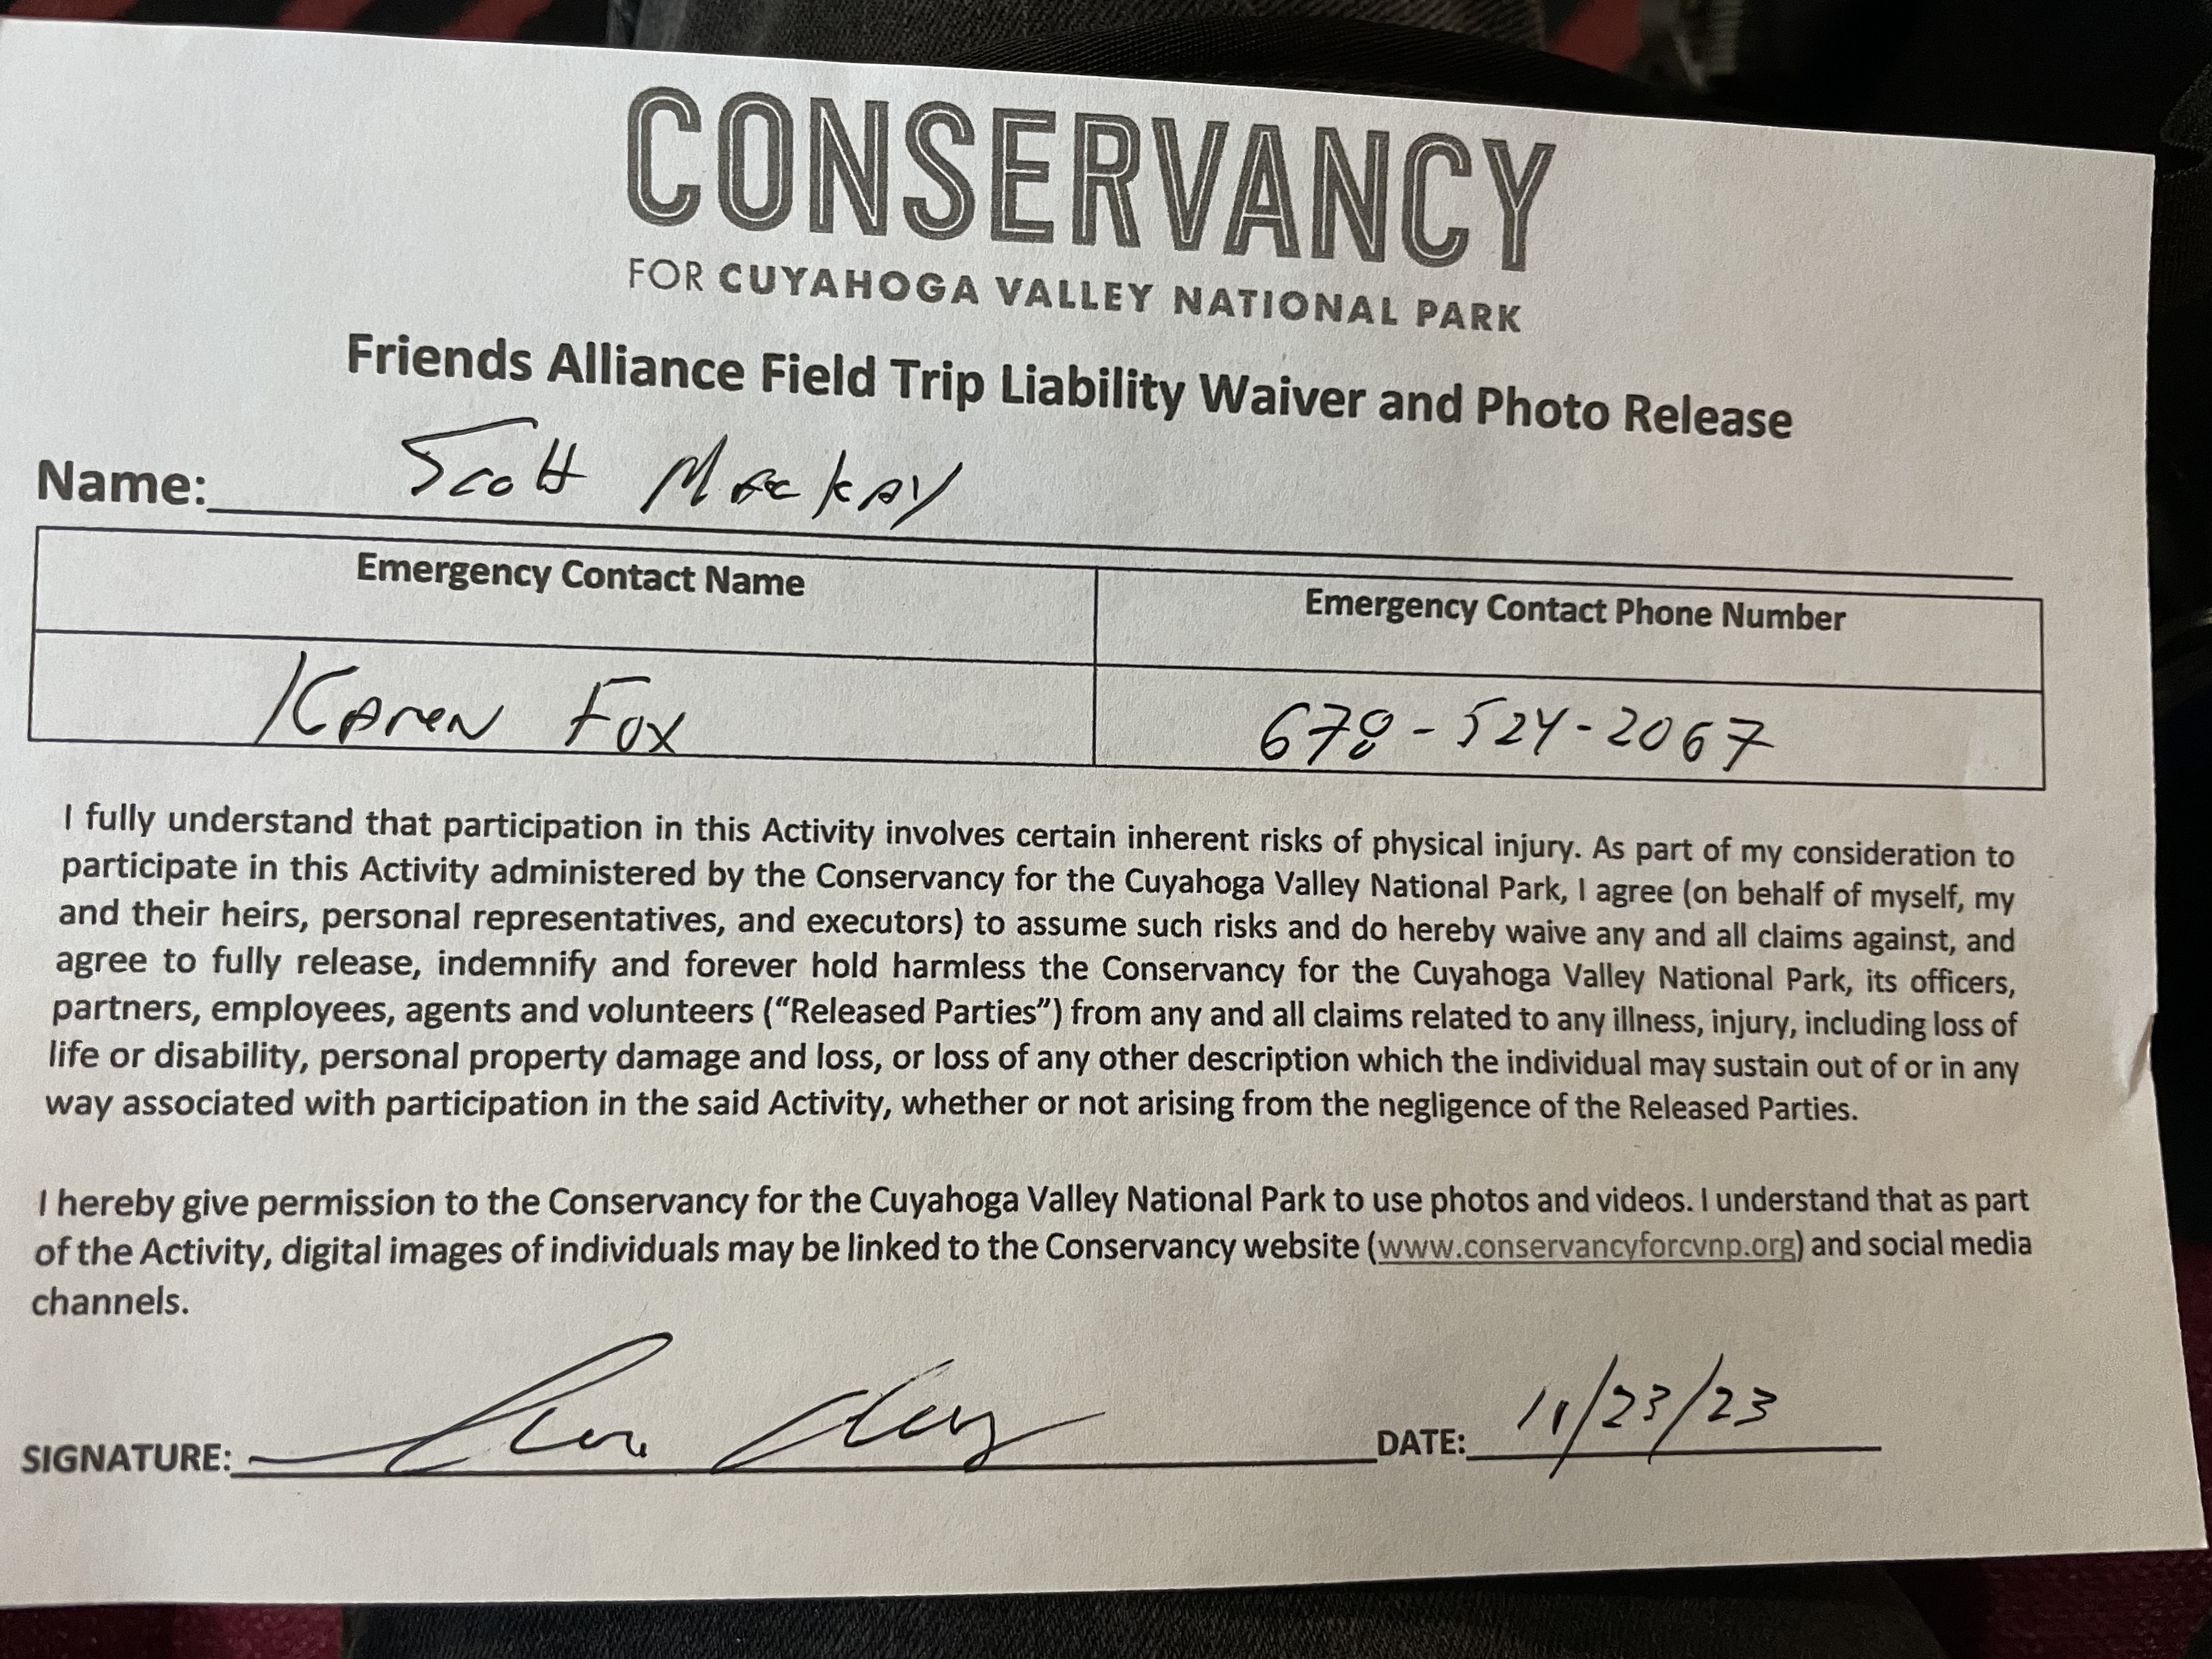 CONSERVANCY
FOR CUYAHOGA VALLEY NATIONAL PARK
Friends Alliance Field Trip Liability Waiver and Photo Release
Name: Scott Mackay
Emergency Contact Name Emergency Contact Phone Number
Karen Fox 678-524-2067
I fully understand that participation in this Activity involves certain inherent risks of physical injury. As part of my consideration to
participate in this Activity administered by the Conservancy for the Cuyahoga Valley National Park, I agree (on behalf of myself, my
and their heirs, personal representatives, and executors) to assume such risks and do hereby waive any and all claims against, and
agree to fully release, indemnify and forever hold harmless the Conservancy for the Cuyahoga Valley National Park, its officers,
partners, employees, agents and volunteers (“Released Parties”) from any and all claims related to any illness, injury, including loss of
life or disability, personal property damage and loss, or loss of any other description which the individual may sustain out of or in any
way associated with participation in the said Activity, whether or not arising from the negligence of the Released Parties.
I hereby give permission to the Conservancy for the Cuyahoga Valley National Park to use photos and videos. I understand that as part
of the Activity, digital images of individuals may be linked to the Conservancy website (www.conservancyforcvnp.org) and social media
channels.
SIGNATURE: DATE: 11/23/23